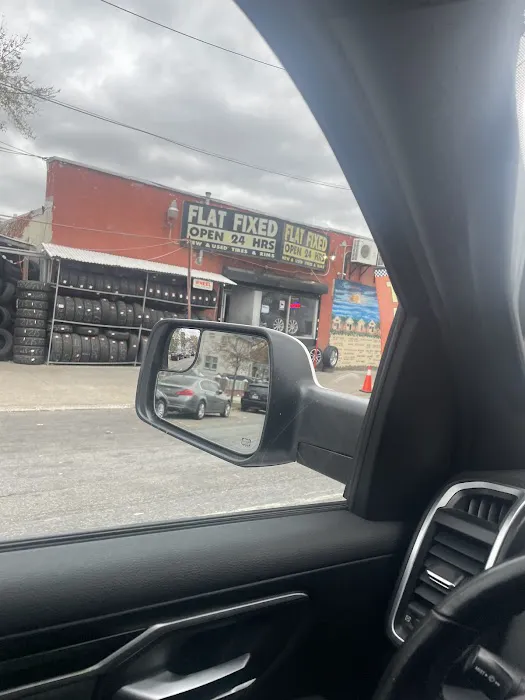 FLAT FIXED
OPEN 24 HRS
NEW & USED TIRES & RIMS
FLAT FIXED
OPEN 24 HRS